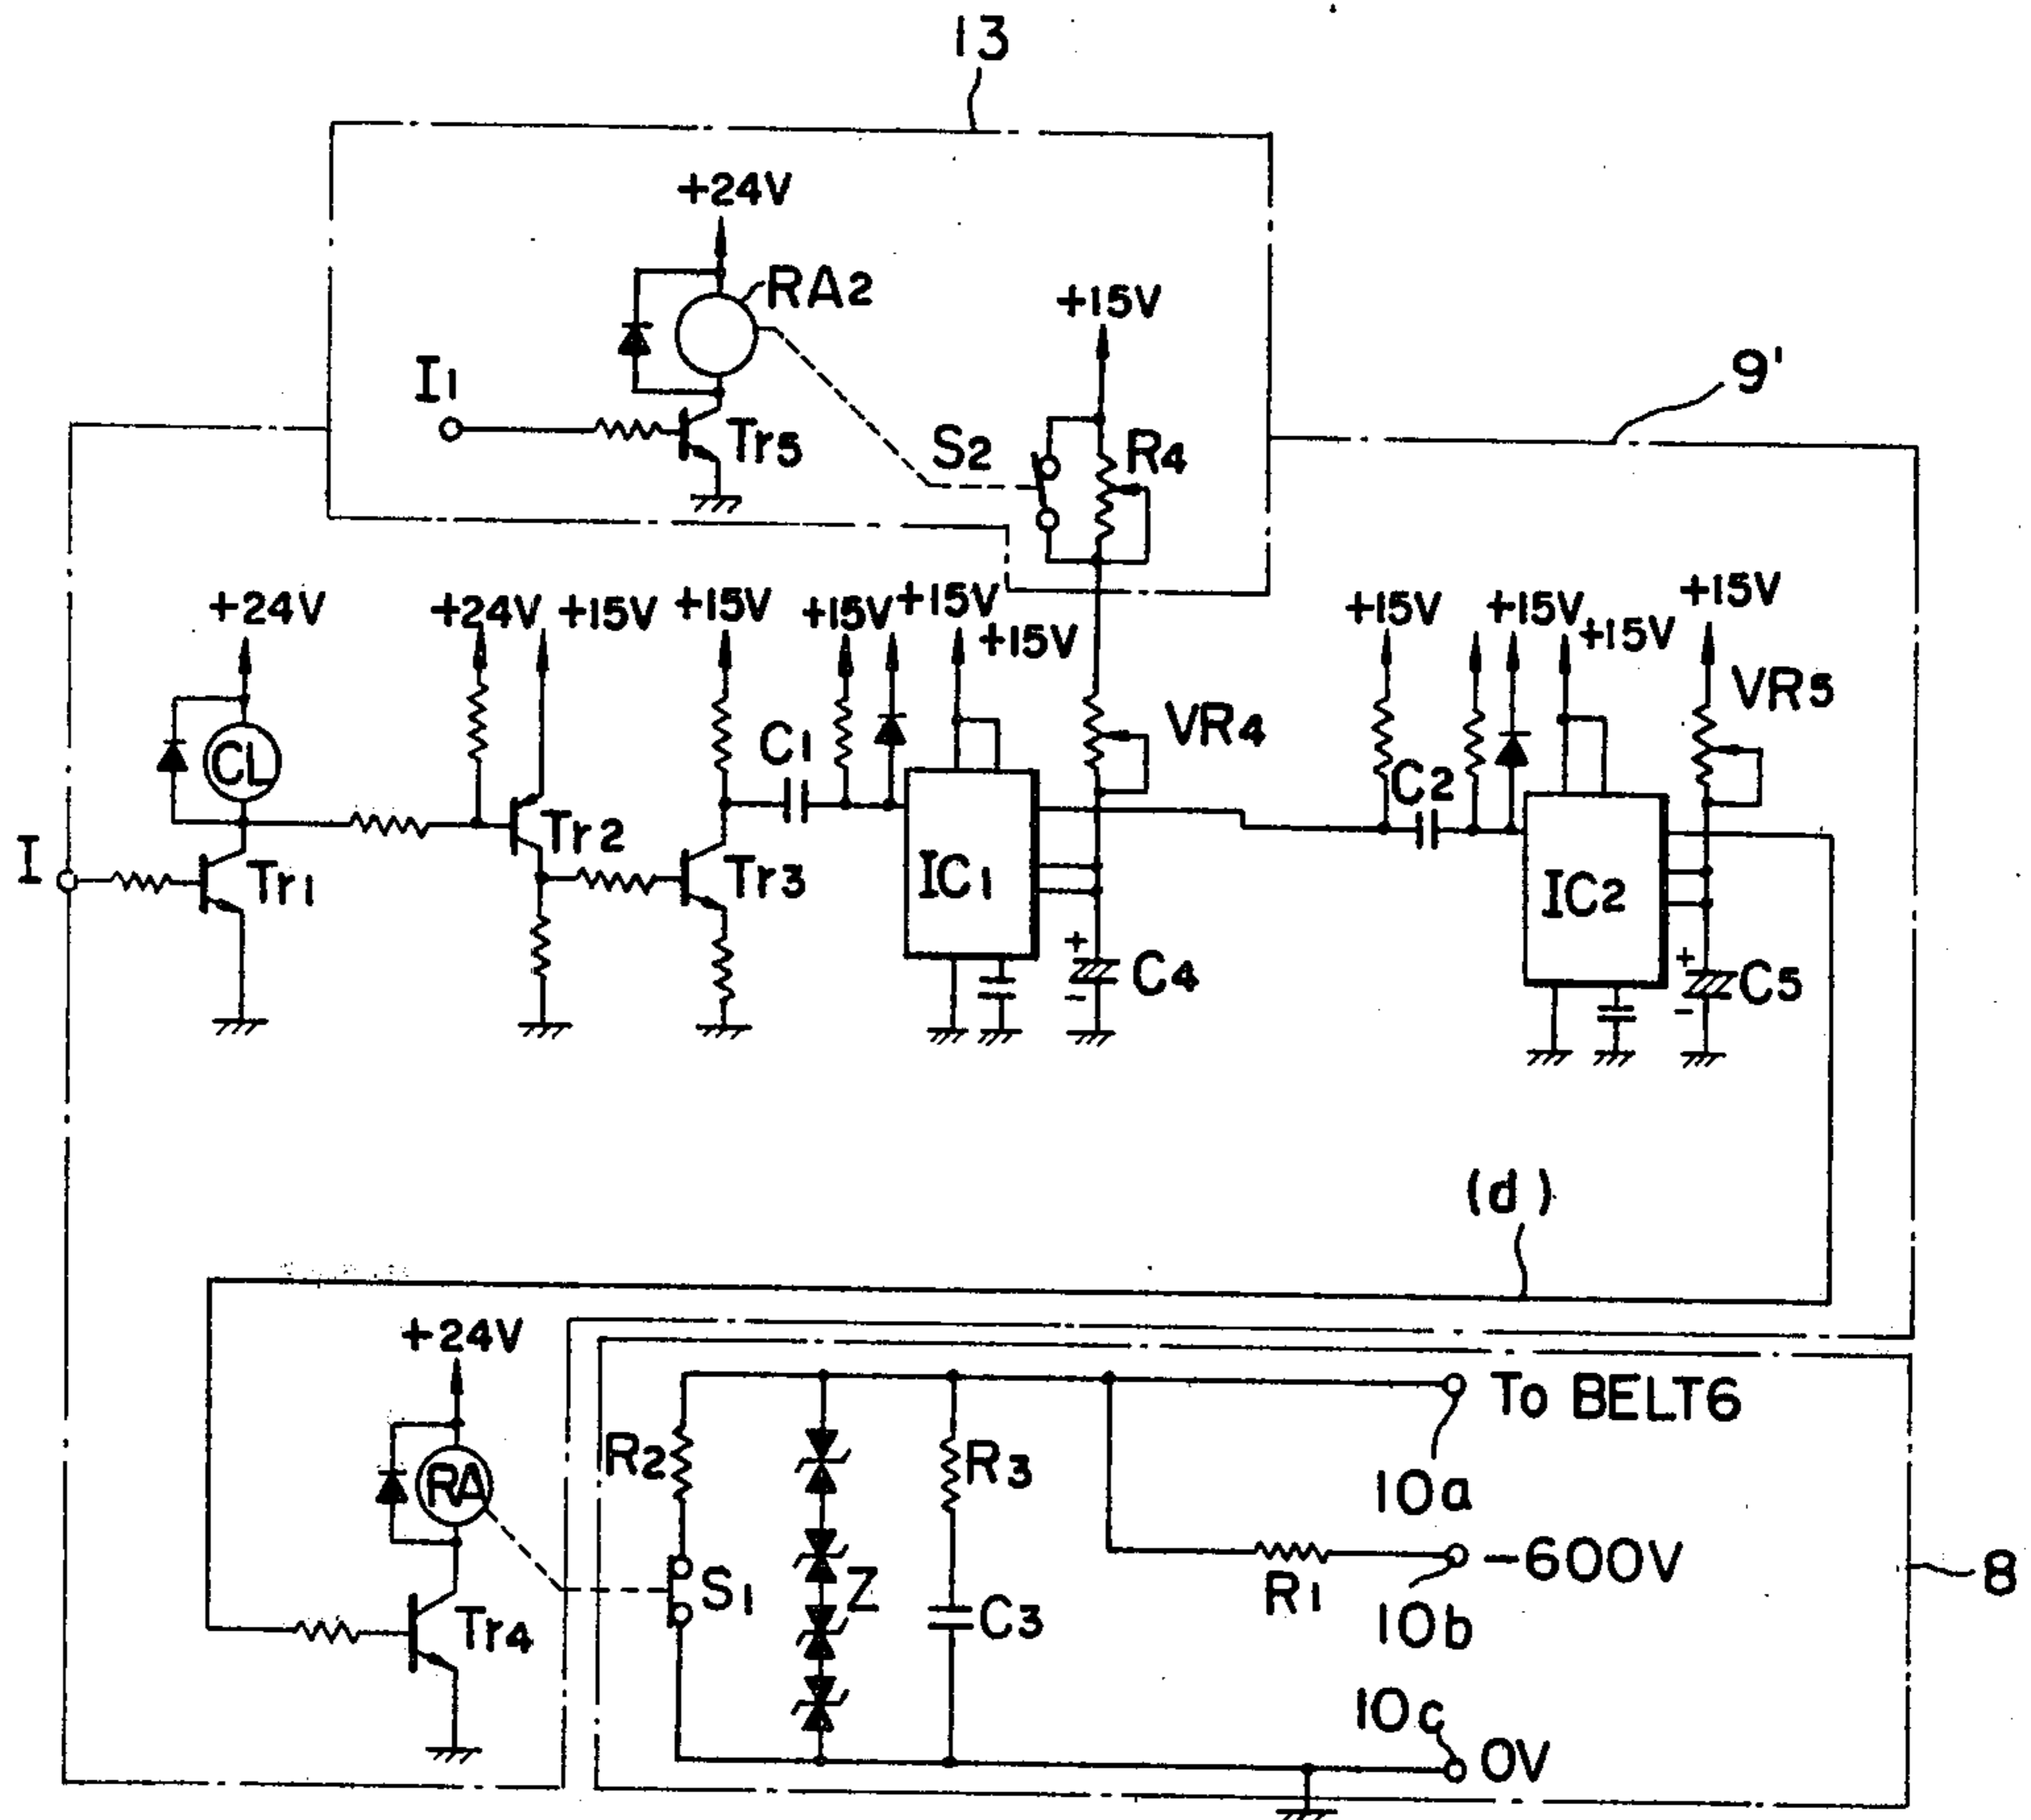 13
+24V
RA2
+15V
I1
Tr5
S2
R4
9'
+24V
+24V
+15V
+15V
+15V
+15V
+15V
+15V
+15V
+15V
+15V
CL
C1
VR4
C2
VR5
I
Tr1
Tr2
Tr3
IC1
IC2
+
-
C4
+
-
C5
(d)
+24V
RA
Tr4
R2
S1
Z
R3
C3
R1
To BELT6
10a
-600V
10b
10c
0V
8